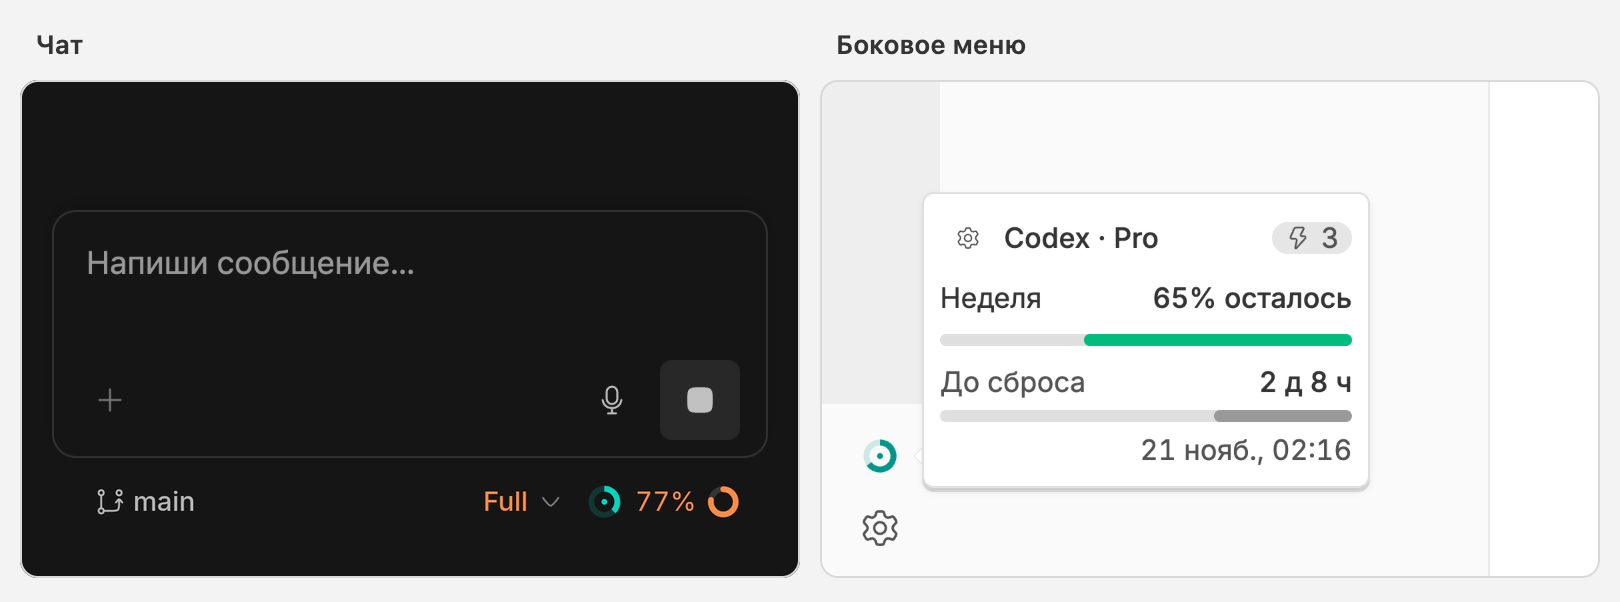 Чат
Напиши сообщение...
main
Full
77%
Боковое меню
Codex · Pro
3
Неделя
65% осталось
До сброса
2 д 8 ч
21 нояб., 02:16